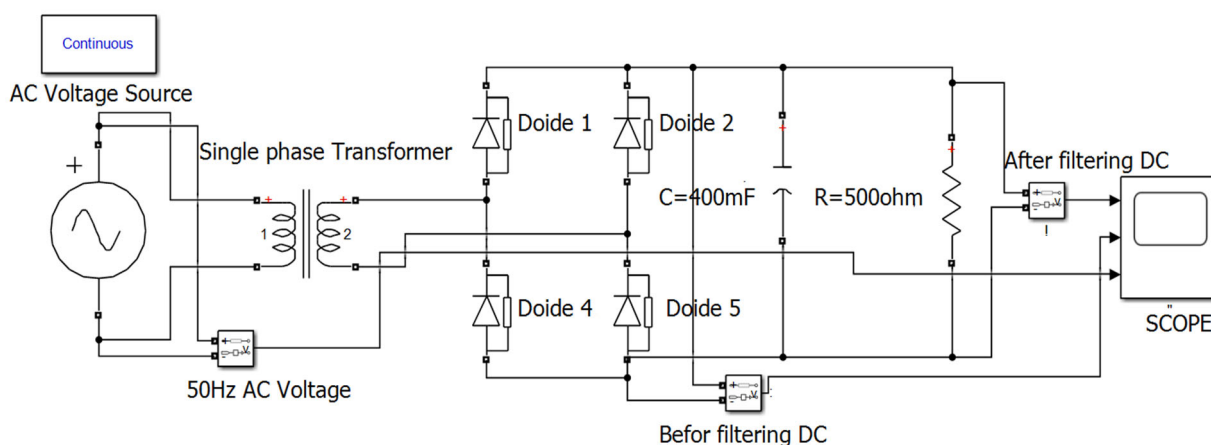 Continuous
AC Voltage Source
+
Single phase Transformer
+
+
1
2
Doide 1
Doide 2
Doide 4
Doide 5
+
C=400mF
R=500ohm
+
After filtering DC
+
-
V
SCOPE
+
-
V
50Hz AC Voltage
+
-
V
Befor filtering DC